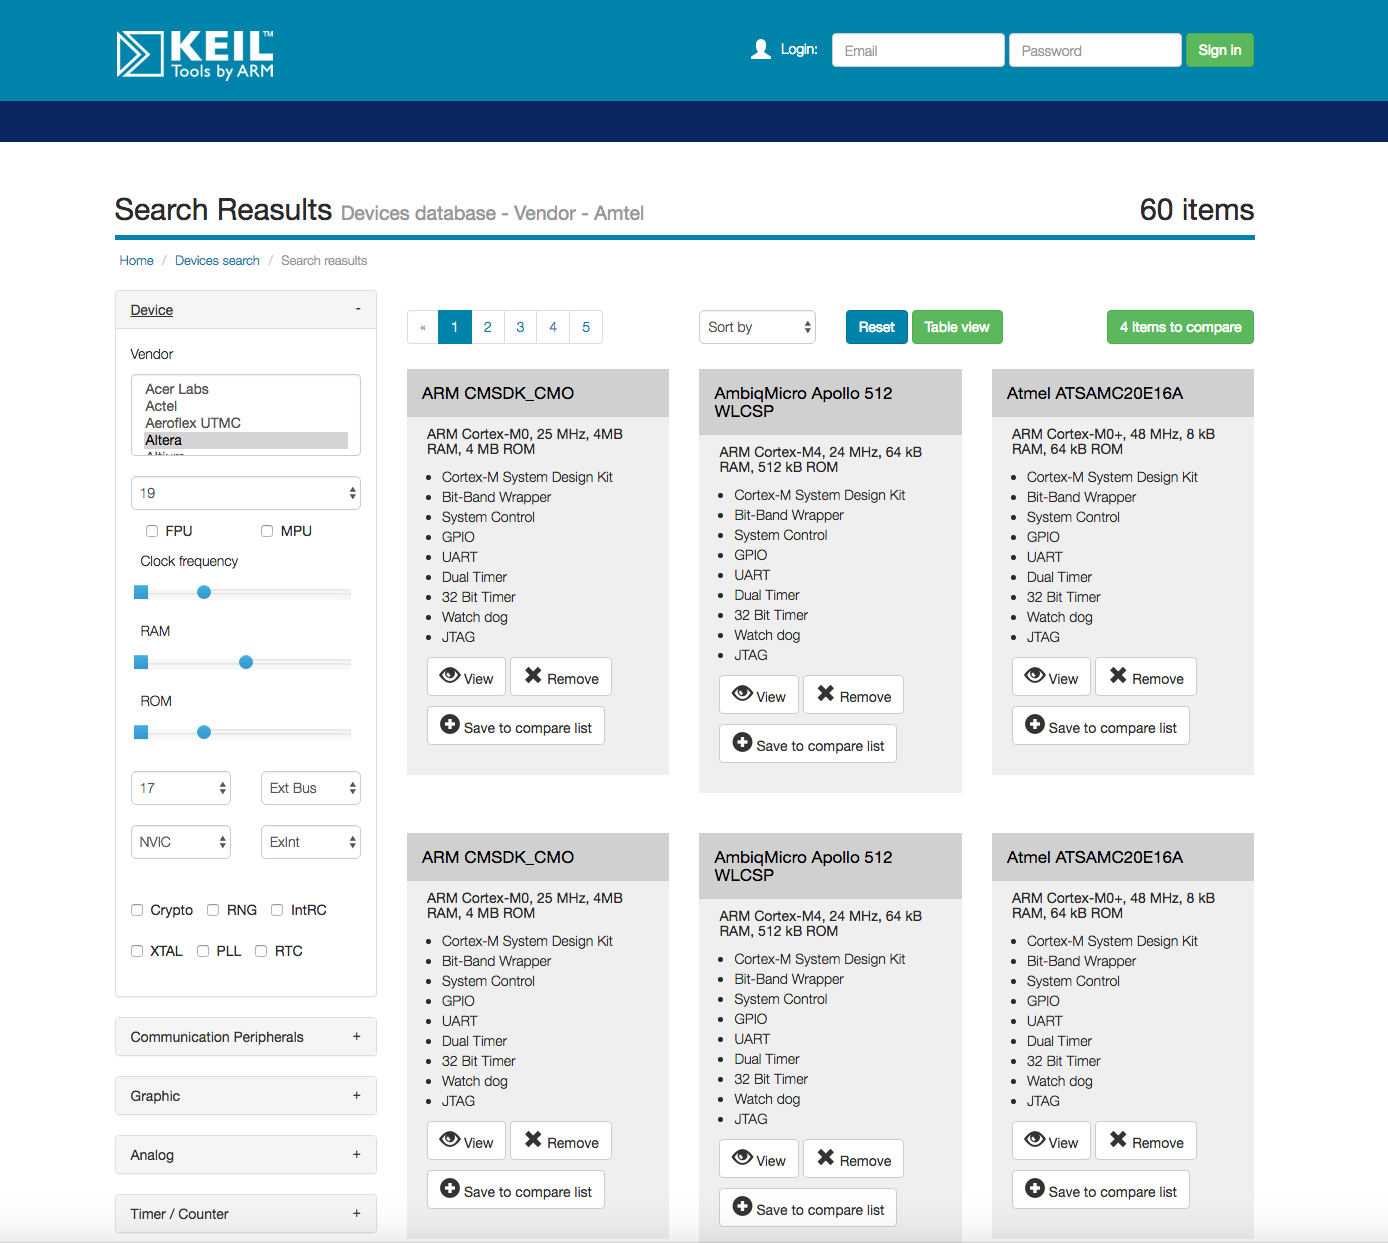 KEIL™
Tools by ARM
Login:
Email
Password
Sign in
Search Reasults Devices database - Vendor - Amtel
60 items
Home / Devices search / Search reasults
Device -
Vendor
Acer Labs
Actel
Aeroflex UTMC
Altera
Altium
19
FPU
MPU
Clock frequency
RAM
ROM
17
Ext Bus
NVIC
ExInt
Crypto
RNG
IntRC
XTAL
PLL
RTC
Communication Peripherals +
Graphic +
Analog +
Timer / Counter +
« 1 2 3 4 5
Sort by
Reset
Table view
4 items to compare
ARM CMSDK_CMO
ARM Cortex-M0, 25 MHz, 4MB
RAM, 4 MB ROM
• Cortex-M System Design Kit
• Bit-Band Wrapper
• System Control
• GPIO
• UART
• Dual Timer
• 32 Bit Timer
• Watch dog
• JTAG
View
Remove
Save to compare list
AmbiqMicro Apollo 512
WLCSP
ARM Cortex-M4, 24 MHz, 64 kB
RAM, 512 kB ROM
• Cortex-M System Design Kit
• Bit-Band Wrapper
• System Control
• GPIO
• UART
• Dual Timer
• 32 Bit Timer
• Watch dog
• JTAG
View
Remove
Save to compare list
Atmel ATSAMC20E16A
ARM Cortex-M0+, 48 MHz, 8 kB
RAM, 64 kB ROM
• Cortex-M System Design Kit
• Bit-Band Wrapper
• System Control
• GPIO
• UART
• Dual Timer
• 32 Bit Timer
• Watch dog
• JTAG
View
Remove
Save to compare list
ARM CMSDK_CMO
ARM Cortex-M0, 25 MHz, 4MB
RAM, 4 MB ROM
• Cortex-M System Design Kit
• Bit-Band Wrapper
• System Control
• GPIO
• UART
• Dual Timer
• 32 Bit Timer
• Watch dog
• JTAG
View
Remove
Save to compare list
AmbiqMicro Apollo 512
WLCSP
ARM Cortex-M4, 24 MHz, 64 kB
RAM, 512 kB ROM
• Cortex-M System Design Kit
• Bit-Band Wrapper
• System Control
• GPIO
• UART
• Dual Timer
• 32 Bit Timer
• Watch dog
• JTAG
View
Remove
Save to compare list
Atmel ATSAMC20E16A
ARM Cortex-M0+, 48 MHz, 8 kB
RAM, 64 kB ROM
• Cortex-M System Design Kit
• Bit-Band Wrapper
• System Control
• GPIO
• UART
• Dual Timer
• 32 Bit Timer
• Watch dog
• JTAG
View
Remove
Save to compare list